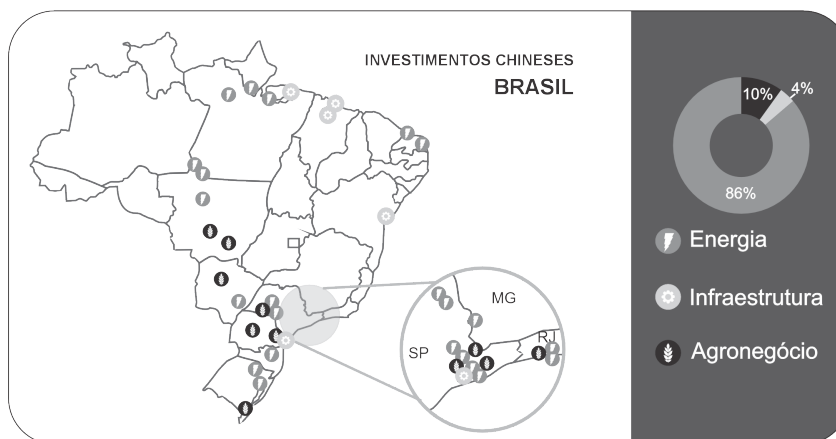 INVESTIMENTOS CHINESES
BRASIL
10%
4%
86%
Energia
Infraestrutura
Agronegócio
MG
SP
RJ